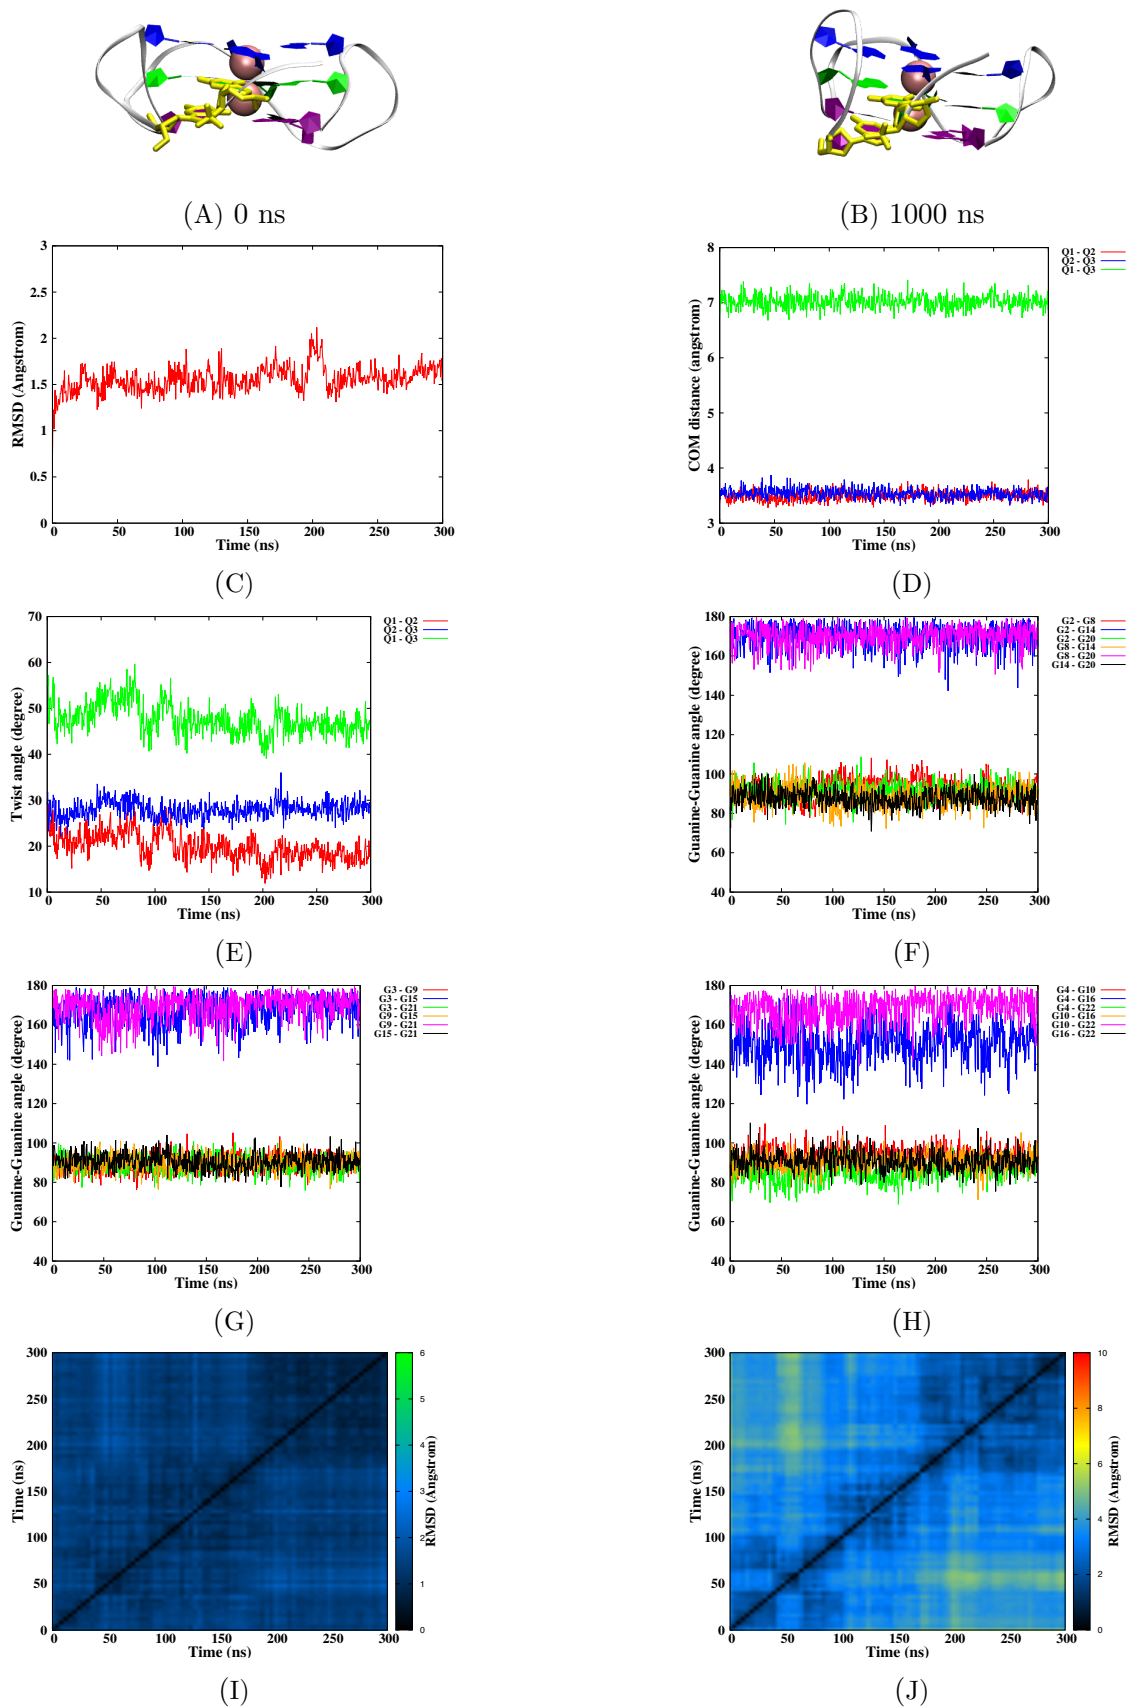 (A) 0 ns
(B) 1000 ns
3
2.5
2
1.5
1
0.5
0
RMSD (Angstrom)
0 50 100 150 200 250 300
Time (ns)
(C)
8
7
6
5
4
3
COM distance (angstrom)
Q1 - Q2
Q2 - Q3
Q1 - Q3
0 50 100 150 200 250 300
Time (ns)
(D)
70
60
50
40
30
20
10
Twist angle (degree)
Q1 - Q2
Q2 - Q3
Q1 - Q3
0 50 100 150 200 250 300
Time (ns)
(E)
180
160
140
120
100
80
60
40
Guanine-Guanine angle (degree)
G2 - G8
G2 - G14
G2 - G20
G8 - G14
G8 - G20
G14 - G20
0 50 100 150 200 250 300
Time (ns)
(F)
180
160
140
120
100
80
60
40
Guanine-Guanine angle (degree)
G3 - G9
G3 - G15
G3 - G21
G9 - G15
G9 - G21
G15 - G21
0 50 100 150 200 250 300
Time (ns)
(G)
180
160
140
120
100
80
60
40
Guanine-Guanine angle (degree)
G4 - G10
G4 - G16
G4 - G22
G10 - G16
G10 - G22
G16 - G22
0 50 100 150 200 250 300
Time (ns)
(H)
300
250
200
150
100
50
0
Time (ns)
0 50 100 150 200 250 300
Time (ns)
6
5
4
3
2
1
0
RMSD (Angstrom)
(I)
300
250
200
150
100
50
0
Time (ns)
0 50 100 150 200 250 300
Time (ns)
10
8
6
4
2
0
RMSD (Angstrom)
(J)